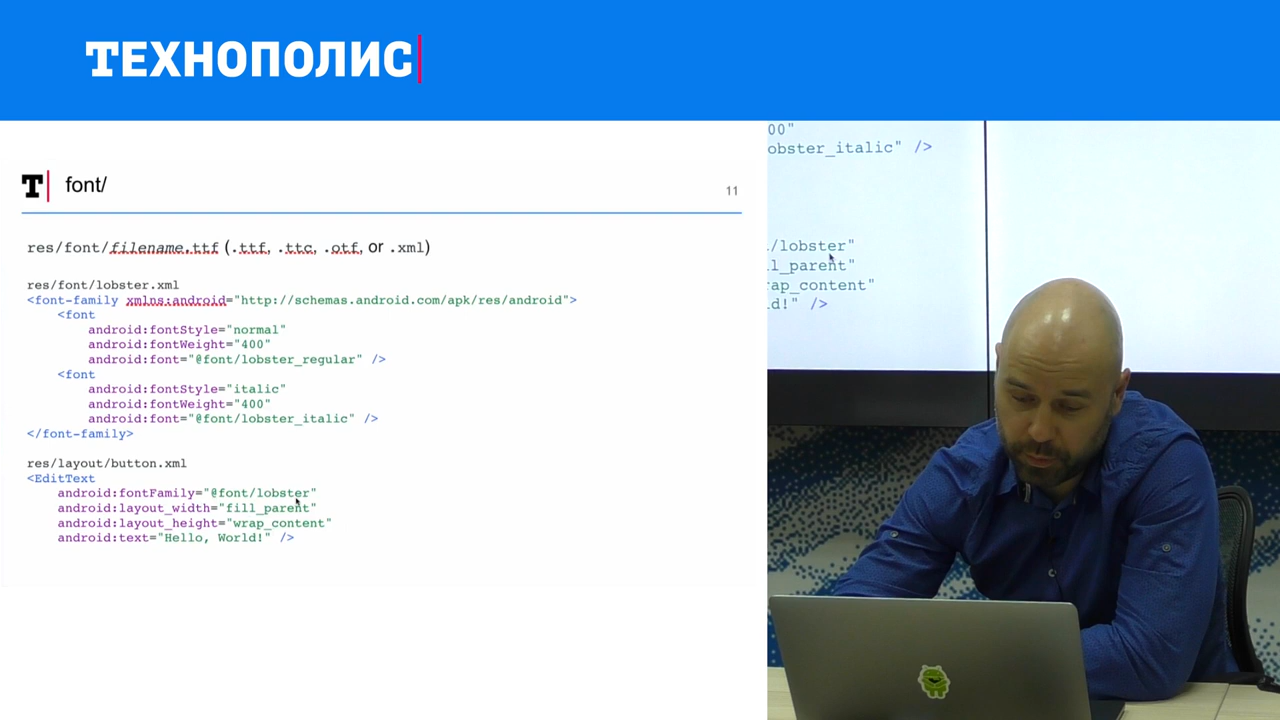 ТЕХНОПОЛИС
T font/
11
res/font/filename.ttf (.ttf, .ttc, .otf, or .xml)
res/font/lobster.xml
<font-family xmlns:android="http://schemas.android.com/apk/res/android">
<font
android:fontStyle="normal"
android:fontWeight="400"
android:font="@font/lobster_regular" />
<font
android:fontStyle="italic"
android:fontWeight="400"
android:font="@font/lobster_italic" />
</font-family>
res/layout/button.xml
<EditText
android:fontFamily="@font/lobster"
android:layout_width="fill_parent"
android:layout_height="wrap_content"
android:text="Hello, World!" />
00"
obster_italic" />
/lobster"
ll_parent"
rap_content"
d!" />